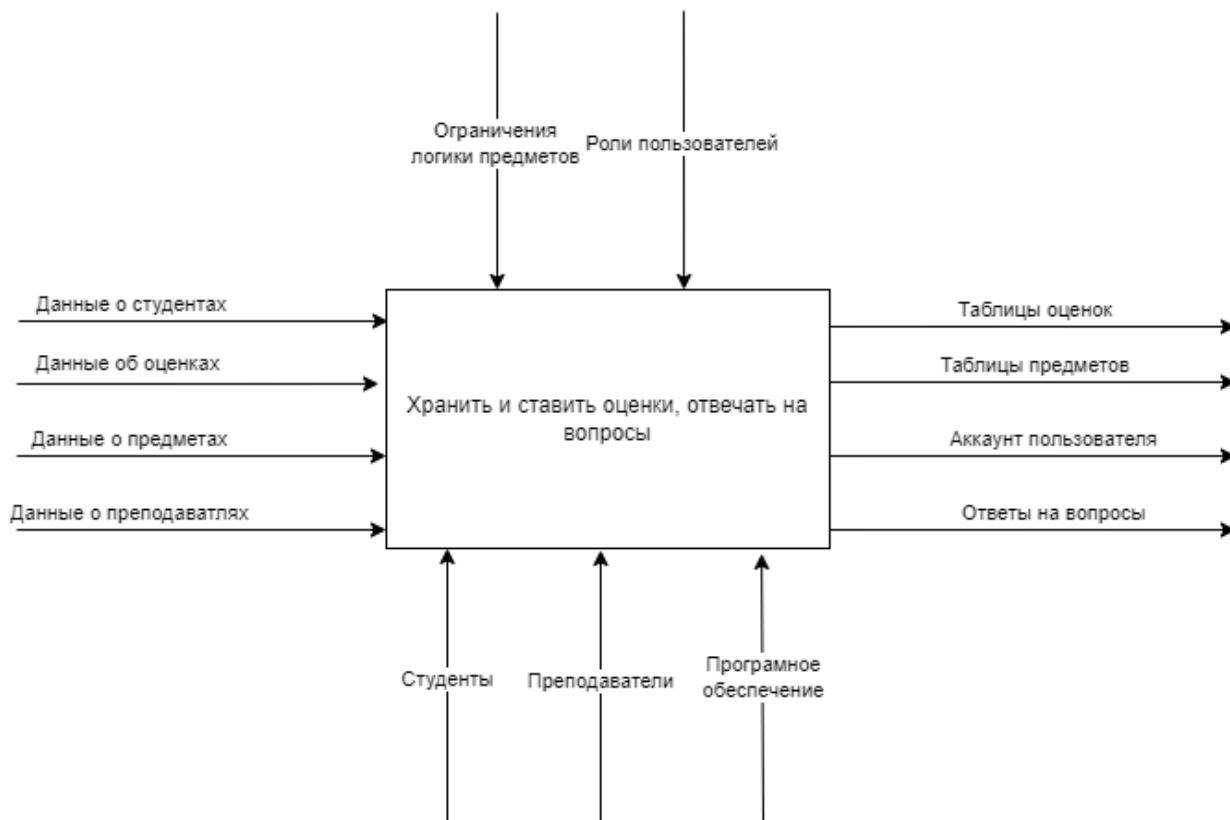 Ограничения
логики предметов
Роли пользователей
Данные о студентах
Данные об оценках
Данные о предметах
Данные о преподаватлях
Хранить и ставить оценки, отвечать на
вопросы
Таблицы оценок
Таблицы предметов
Аккаунт пользователя
Ответы на вопросы
Студенты
Преподаватели
Програмное
обеспечение